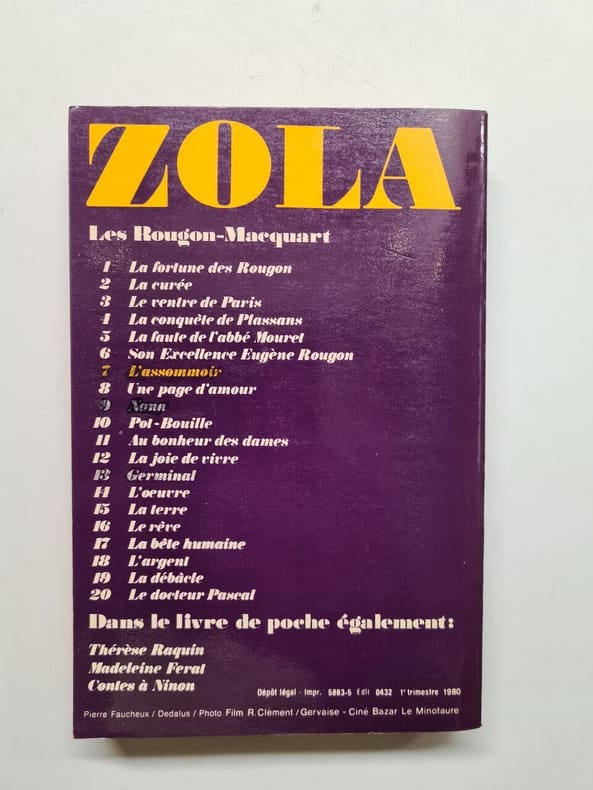 ZOLA
Les Rougon-Macquart
1 La fortune des Rougon
2 La curée
3 Le ventre de Paris
4 La conquête de Plassans
5 La faute de l'abbé Mouret
6 Son Excellence Eugène Rougon
7 L'assommoir
8 Une page d'amour
9 Nana
10 Pot-Bouille
11 Au bonheur des dames
12 La joie de vivre
13 Germinal
14 L'œuvre
15 La terre
16 Le rêve
17 La bête humaine
18 L'argent
19 La débâcle
20 Le docteur Pascal
Dans le livre de poche également:
Thérèse Raquin
Madeleine Ferat
Contes à Ninon
Dépôt légal - Impr. 5883-5 Edit 0432 1e trimestre 1980
Pierre Faucheux / Dedalus / Photo Film R. Clément / Gervaise - Ciné Bazar Le Minotaure